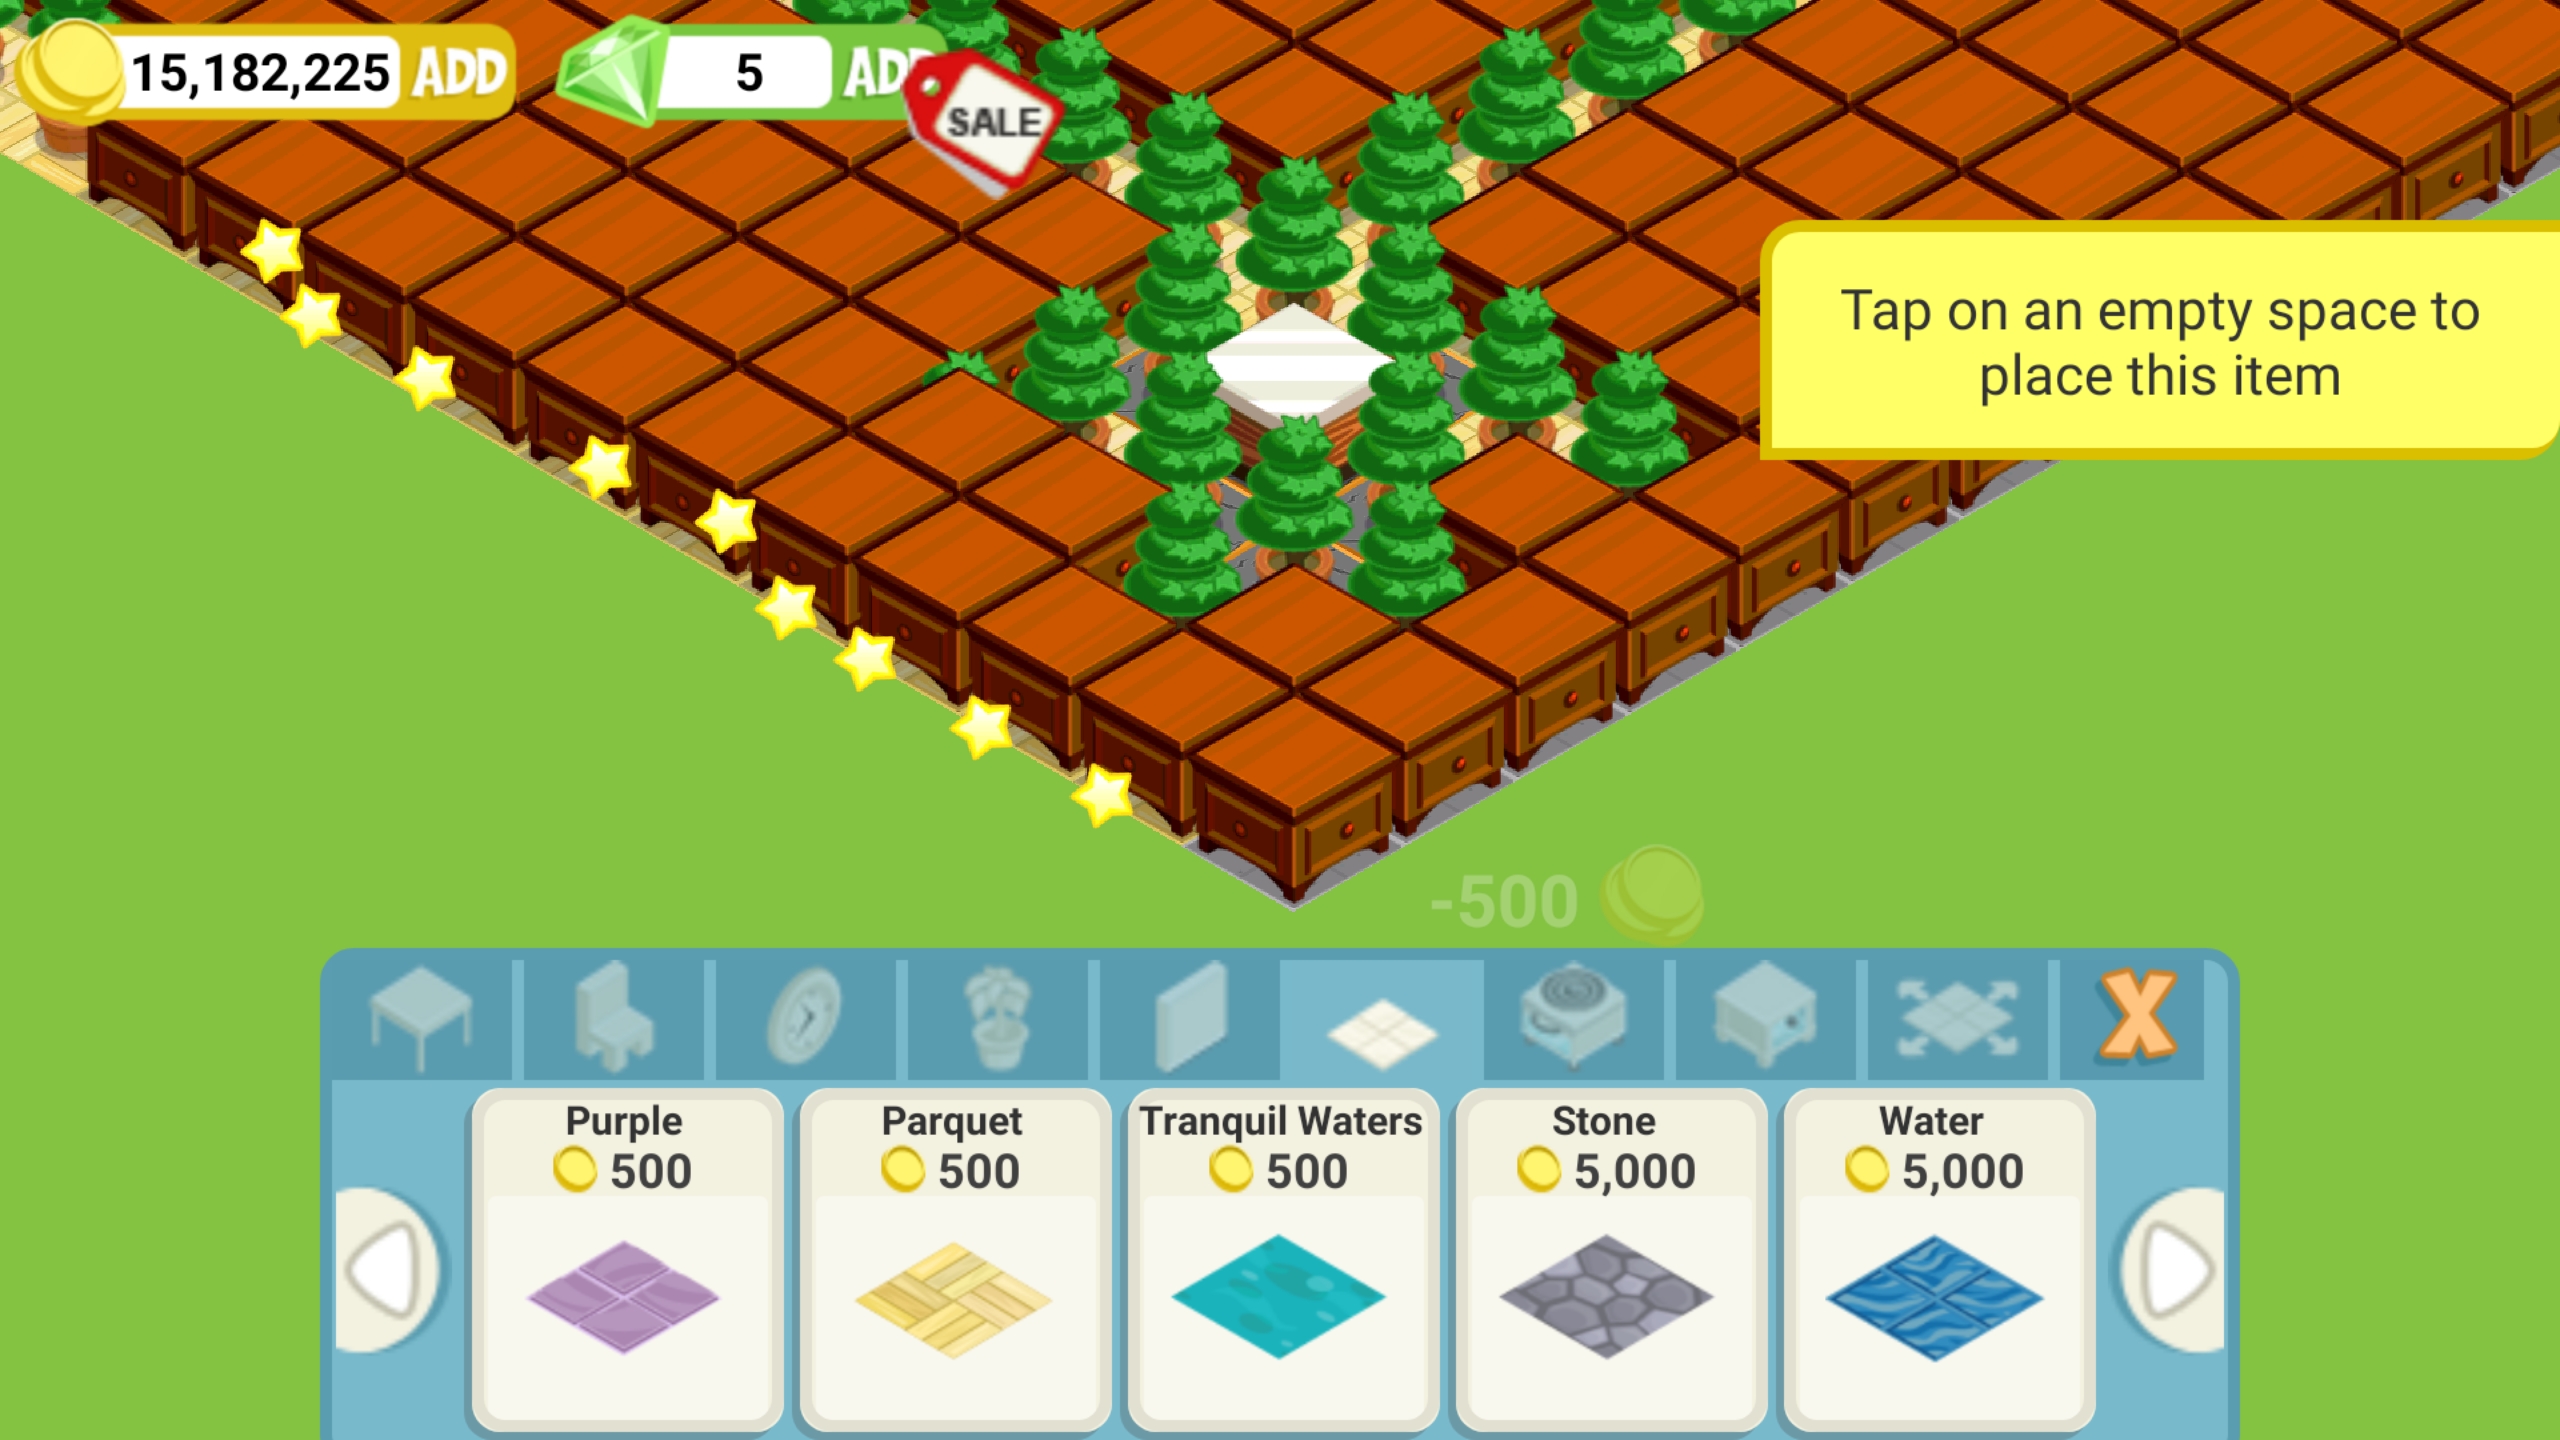 15,182,225 ADD
5 ADD
SALE
Tap on an empty space to
place this item
-500
Purple
500
Parquet
500
Tranquil Waters
500
Stone
5,000
Water
5,000
X